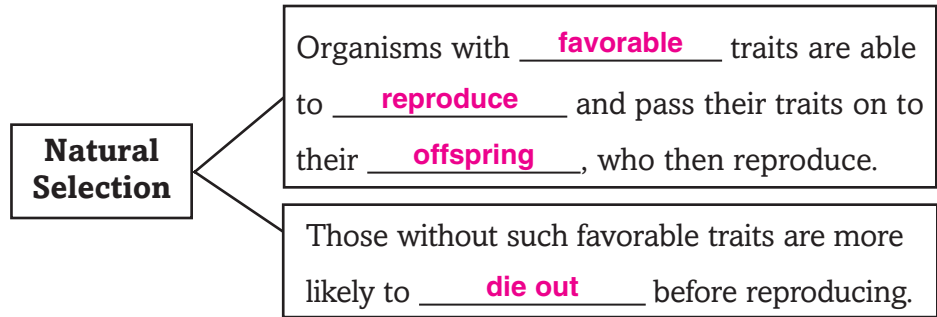 Natural
Selection
Organisms with favorable traits are able
to reproduce and pass their traits on to
their offspring, who then reproduce.
Those without such favorable traits are more
likely to die out before reproducing.